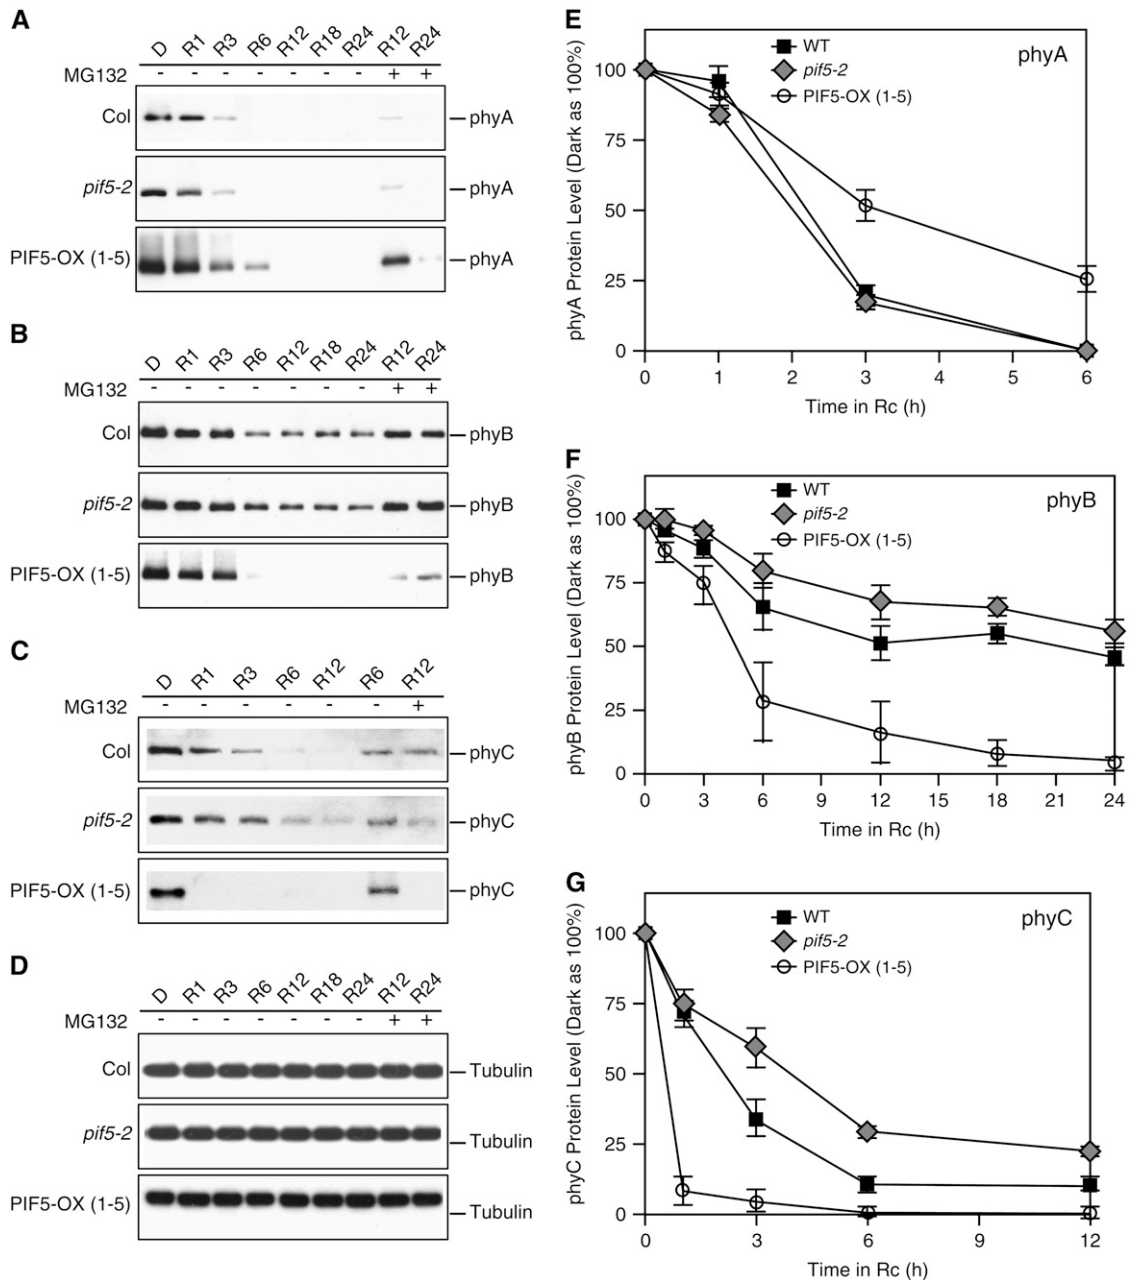 A
D R1 R3 R6 R12 R18 R24 R12 R24
MG132 - - - - - - - + +
Col phyA
pif5-2 phyA
PIF5-OX (1-5) phyA
B
D R1 R3 R6 R12 R18 R24 R12 R24
MG132 - - - - - - - + +
Col phyB
pif5-2 phyB
PIF5-OX (1-5) phyB
C
D R1 R3 R6 R12 R6 R12
MG132 - - - - - - +
Col phyC
pif5-2 phyC
PIF5-OX (1-5) phyC
D
D R1 R3 R6 R12 R18 R24 R12 R24
MG132 - - - - - - - + +
Col Tubulin
pif5-2 Tubulin
PIF5-OX (1-5) Tubulin
E
phyA
WT
pif5-2
PIF5-OX (1-5)
phyA Protein Level (Dark as 100%)
100
75
50
25
0
0 1 2 3 4 5 6
Time in Rc (h)
F
phyB
WT
pif5-2
PIF5-OX (1-5)
phyB Protein Level (Dark as 100%)
100
75
50
25
0
0 3 6 9 12 15 18 21 24
Time in Rc (h)
G
phyC
WT
pif5-2
PIF5-OX (1-5)
phyC Protein Level (Dark as 100%)
100
75
50
25
0
0 3 6 9 12
Time in Rc (h)